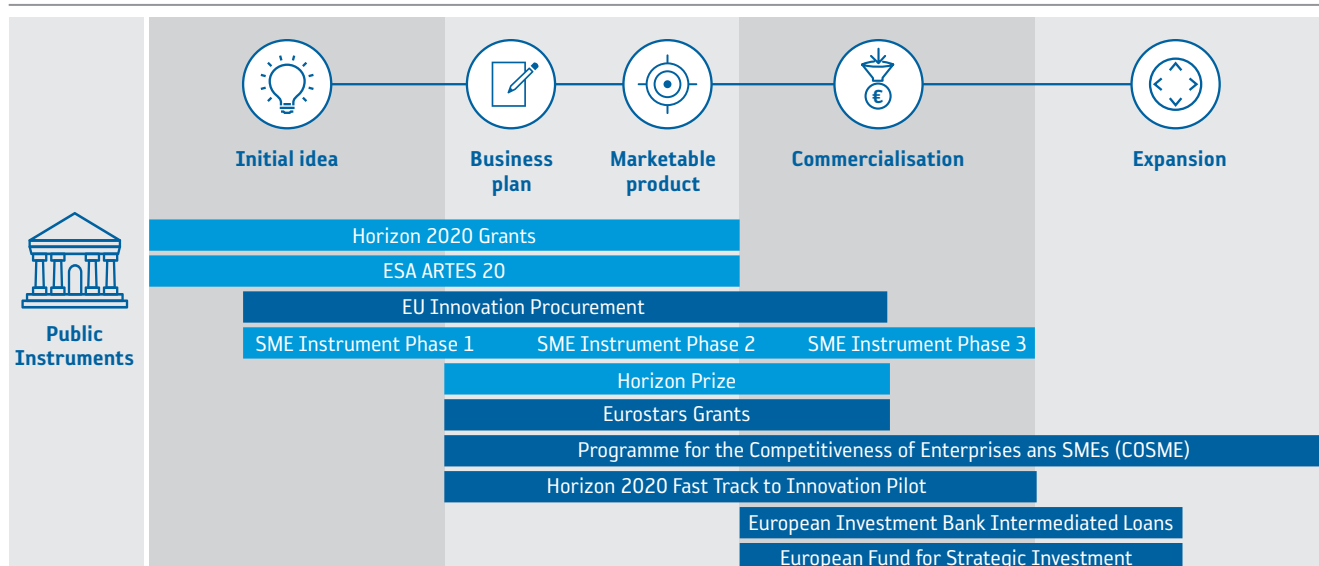 €
Initial idea
Business
plan
Marketable
product
Commercialisation
Expansion
Public
Instruments
Horizon 2020 Grants
ESA ARTES 20
EU Innovation Procurement
SME Instrument Phase 1 SME Instrument Phase 2 SME Instrument Phase 3
Horizon Prize
Eurostars Grants
Programme for the Competitiveness of Enterprises ans SMEs (COSME)
Horizon 2020 Fast Track to Innovation Pilot
European Investment Bank Intermediated Loans
European Fund for Strategic Investment